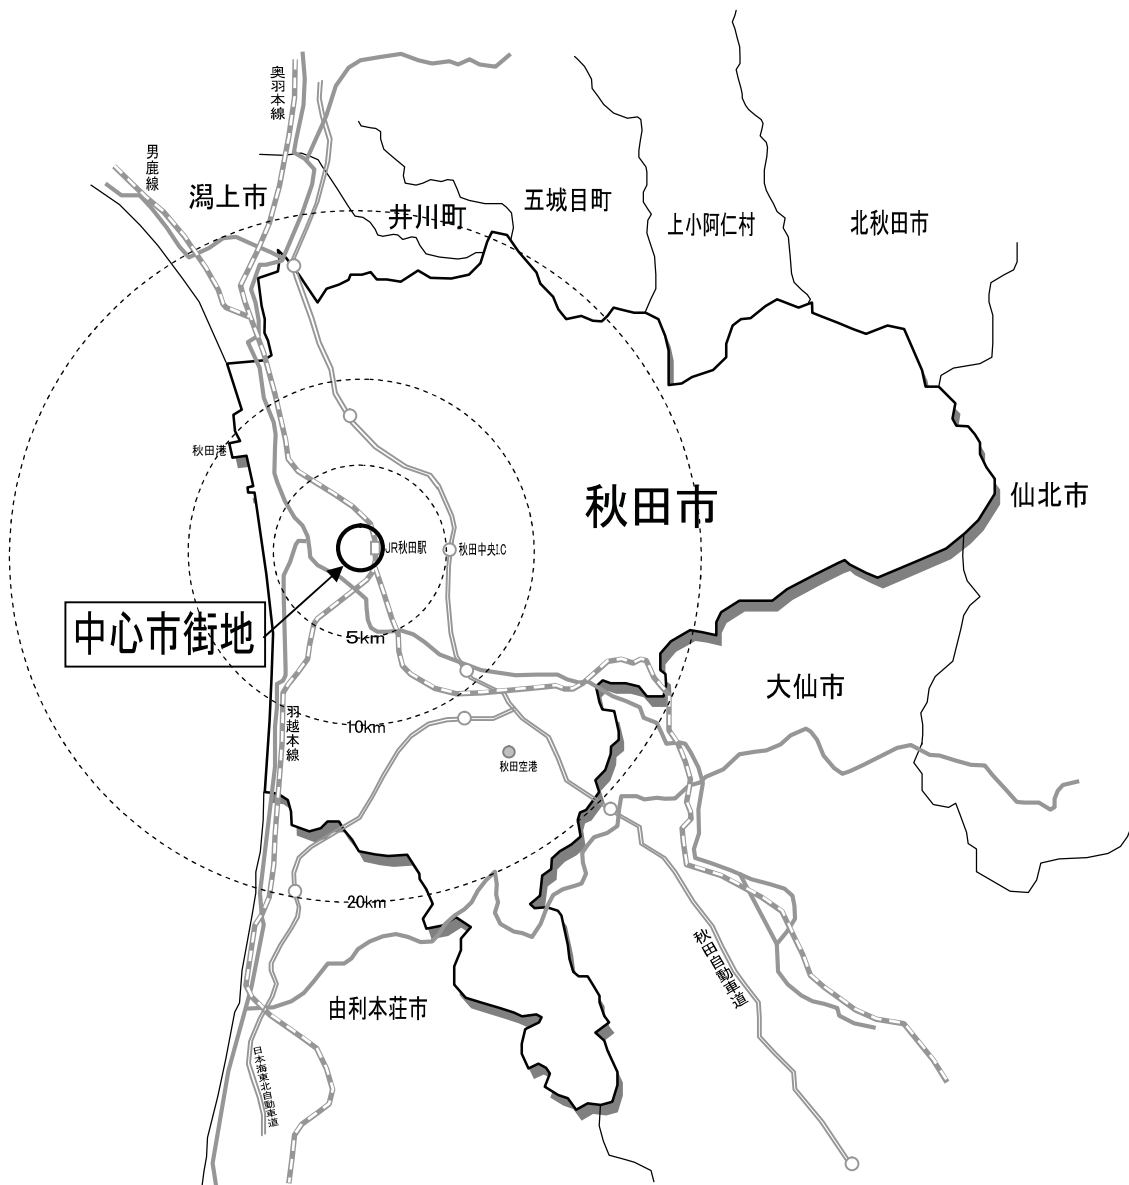 奥羽本線
男鹿線
潟上市
井川町
五城目町
上小阿仁村
北秋田市
秋田港
秋田市
仙北市
JR秋田駅
秋田中央I.C
中心市街地
5km
大仙市
10km
羽越本線
秋田空港
20km
秋田自動車道
由利本荘市
日本海東北自動車道